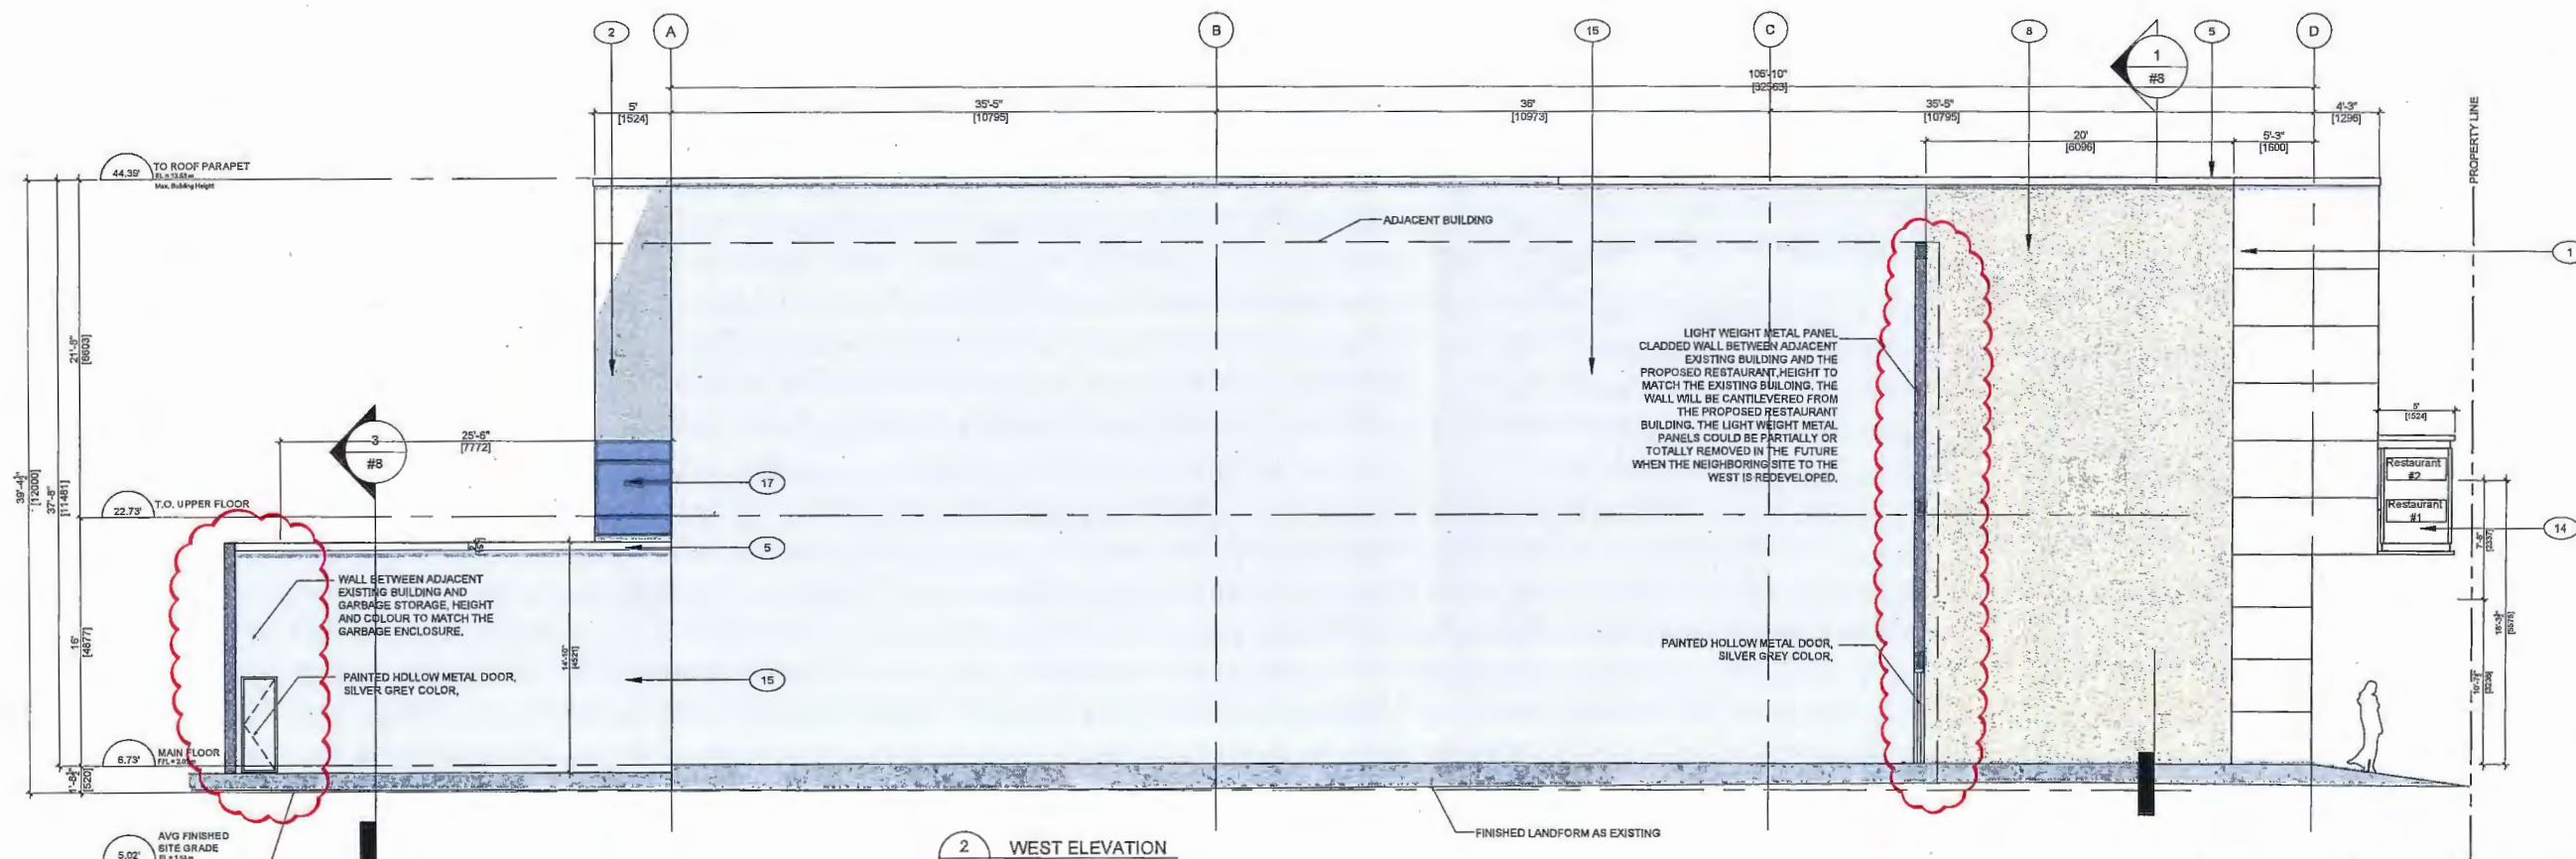 2
A
B
15
C
8
1
#8
5
D
106'-10"
[32563]
5'
[1524]
35'-5"
[10795]
36'
[10973]
35'-5"
[10795]
4'-3"
[1296]
20'
[6096]
5'-3"
[1600]
PROPERTY LINE
44.39'
TO ROOF PARAPET
Max. Building Height
ADJACENT BUILDING
1
21'-8"
[6603]
39'-4½"
[12000]
37'-8"
[11481]
LIGHT WEIGHT METAL PANEL
CLADDED WALL BETWEEN ADJACENT
EXISTING BUILDING AND THE
PROPOSED RESTAURANT,HEIGHT TO
MATCH THE EXISTING BUILDING. THE
WALL WILL BE CANTILEVERED FROM
THE PROPOSED RESTAURANT
BUILDING. THE LIGHT WEIGHT METAL
PANELS COULD BE PARTIALLY OR
TOTALLY REMOVED IN THE FUTURE
WHEN THE NEIGHBORING SITE TO THE
WEST IS REDEVELOPED.
5'
[1524]
3
#8
25'-6"
[7772]
17
Restaurant
#2
Restaurant
#1
14
22.73'
T.O. UPPER FLOOR
5
7'-8"
[2337]
WALL BETWEEN ADJACENT
EXISTING BUILDING AND
GARBAGE STORAGE, HEIGHT
AND COLOUR TO MATCH THE
GARBAGE ENCLOSURE.
16'
[4877]
14'-10"
[4521]
PAINTED HOLLOW METAL DOOR,
SILVER GREY COLOR,
15
PAINTED HOLLOW METAL DOOR,
SILVER GREY COLOR,
[5575]
6.73'
MAIN FLOOR
[520]
FINISHED LANDFORM AS EXISTING
5.02'
AVG FINISHED
SITE GRADE
2
WEST ELEVATION